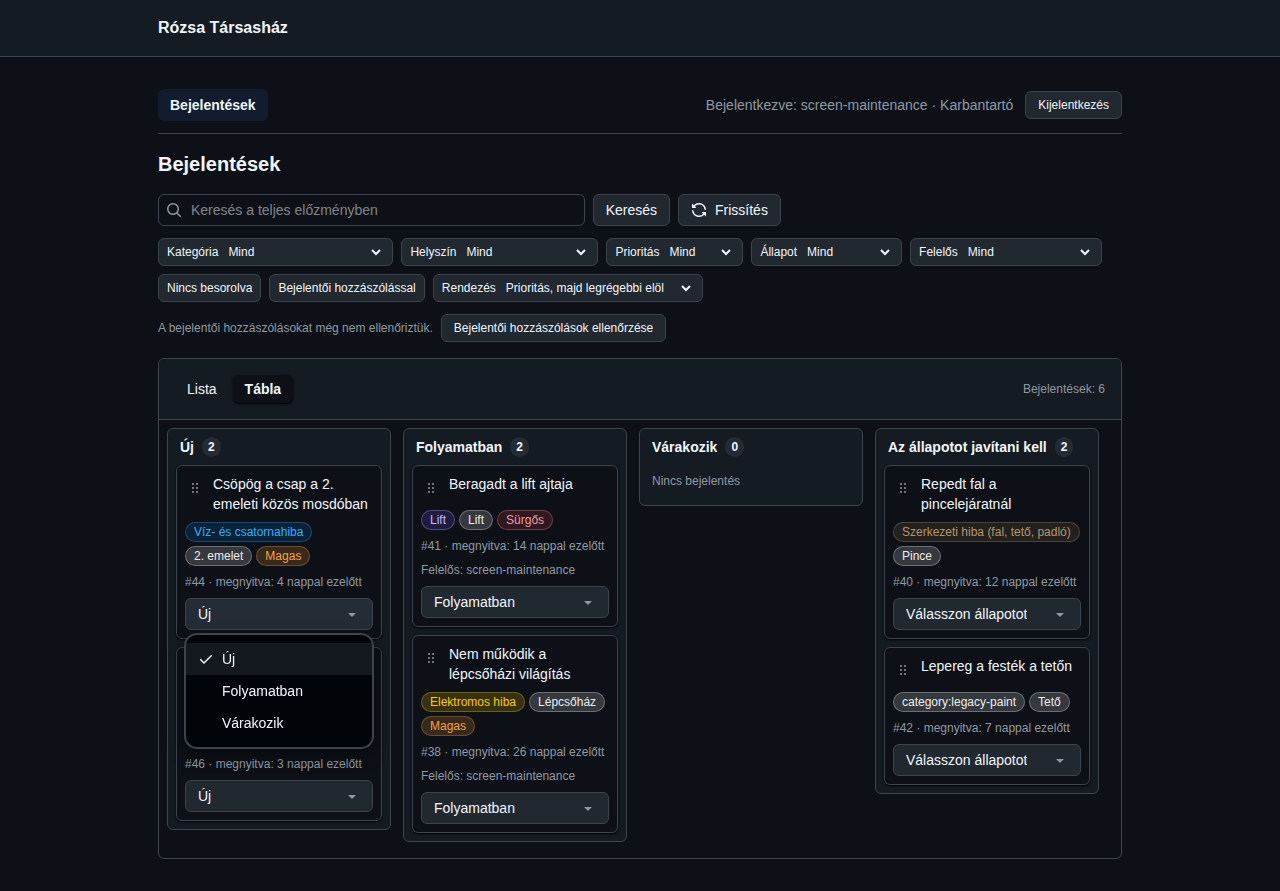 Rózsa Társasház
Bejelentések
Bejelentkezve: screen-maintenance · Karbantartó
Kijelentkezés
Bejelentések
Keresés a teljes előzményben
Keresés
Frissítés
Kategória Mind
Helyszín Mind
Prioritás Mind
Állapot Mind
Felelős Mind
Nincs besorolva
Bejelentői hozzászólással
Rendezés Prioritás, majd legrégebbi elöl
A bejelentői hozzászólásokat még nem ellenőriztük.
Bejelentői hozzászólások ellenőrzése
Lista
Tábla
Bejelentések: 6
Új 2
Csöpög a csap a 2.
emeleti közös mosdóban
Víz- és csatornahiba
2. emelet
Magas
#44 · megnyitva: 4 nappal ezelőtt
Új
Új
Folyamatban
Várakozik
#46 · megnyitva: 3 nappal ezelőtt
Új
Folyamatban 2
Beragadt a lift ajtaja
Lift
Lift
Sürgős
#41 · megnyitva: 14 nappal ezelőtt
Felelős: screen-maintenance
Folyamatban
Nem működik a
lépcsőházi világítás
Elektromos hiba
Lépcsőház
Magas
#38 · megnyitva: 26 nappal ezelőtt
Felelős: screen-maintenance
Folyamatban
Várakozik 0
Nincs bejelentés
Az állapotot javítani kell 2
Repedt fal a
pincelejáratnál
Szerkezeti hiba (fal, tető, padló)
Pince
#40 · megnyitva: 12 nappal ezelőtt
Válasszon állapotot
Lepereg a festék a tetőn
category:legacy-paint
Tető
#42 · megnyitva: 7 nappal ezelőtt
Válasszon állapotot